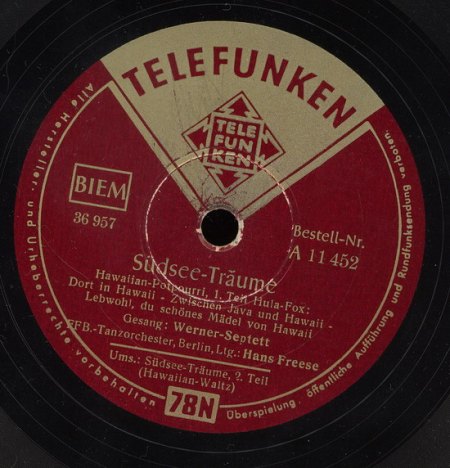 TELEFUNKEN
TELE
FUN
KEN
BIEM
36 957
Bestell-Nr.
A 11 452
Südsee-Träume
Hawaiian-Potpourri, 1. Teil Hula-Fox:
Dort in Hawaii - Zwischen Java und Hawaii -
Lebwohl, du schönes Mädel von Hawaii
Gesang: Werner-Septett
FFB.-Tanzorchester, Berlin, Ltg.: Hans Freese
Ums.: Südsee-Träume, 2. Teil
(Hawaiian-Waltz)
78N
Alle Hersteller- und Urheberrechte vorbehalten
Überspielung, öffentliche Aufführung und Rundfunksendung verboten.